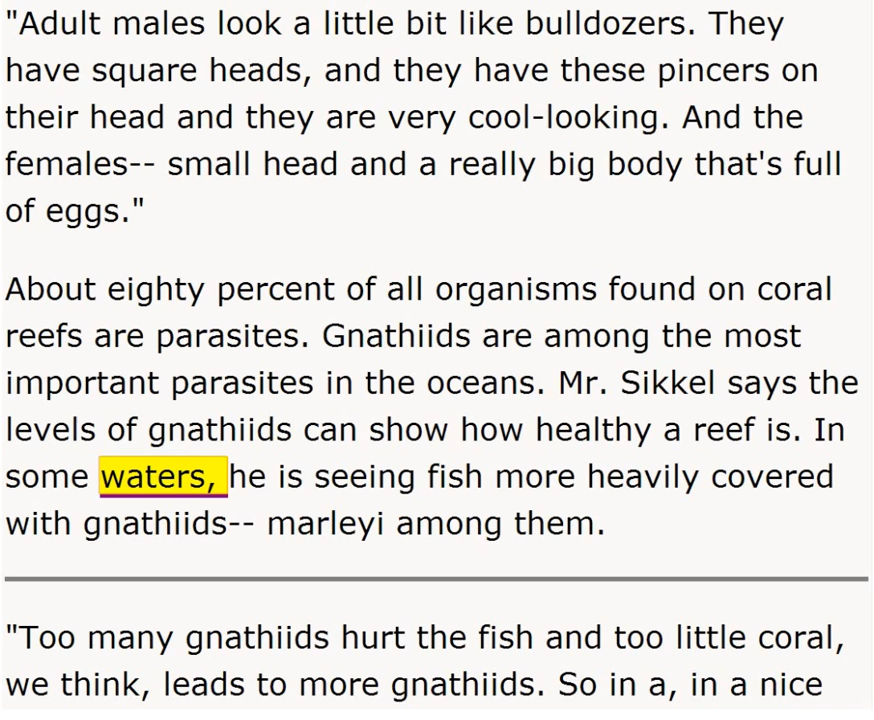 "Adult males look a little bit like bulldozers. They
have square heads, and they have these pincers on
their head and they are very cool-looking. And the
females-- small head and a really big body that's full
of eggs."
About eighty percent of all organisms found on coral
reefs are parasites. Gnathiids are among the most
important parasites in the oceans. Mr. Sikkel says the
levels of gnathiids can show how healthy a reef is. In
some waters, he is seeing fish more heavily covered
with gnathiids-- marleyi among them.
"Too many gnathiids hurt the fish and too little coral,
we think, leads to more gnathiids. So in a, in a nice